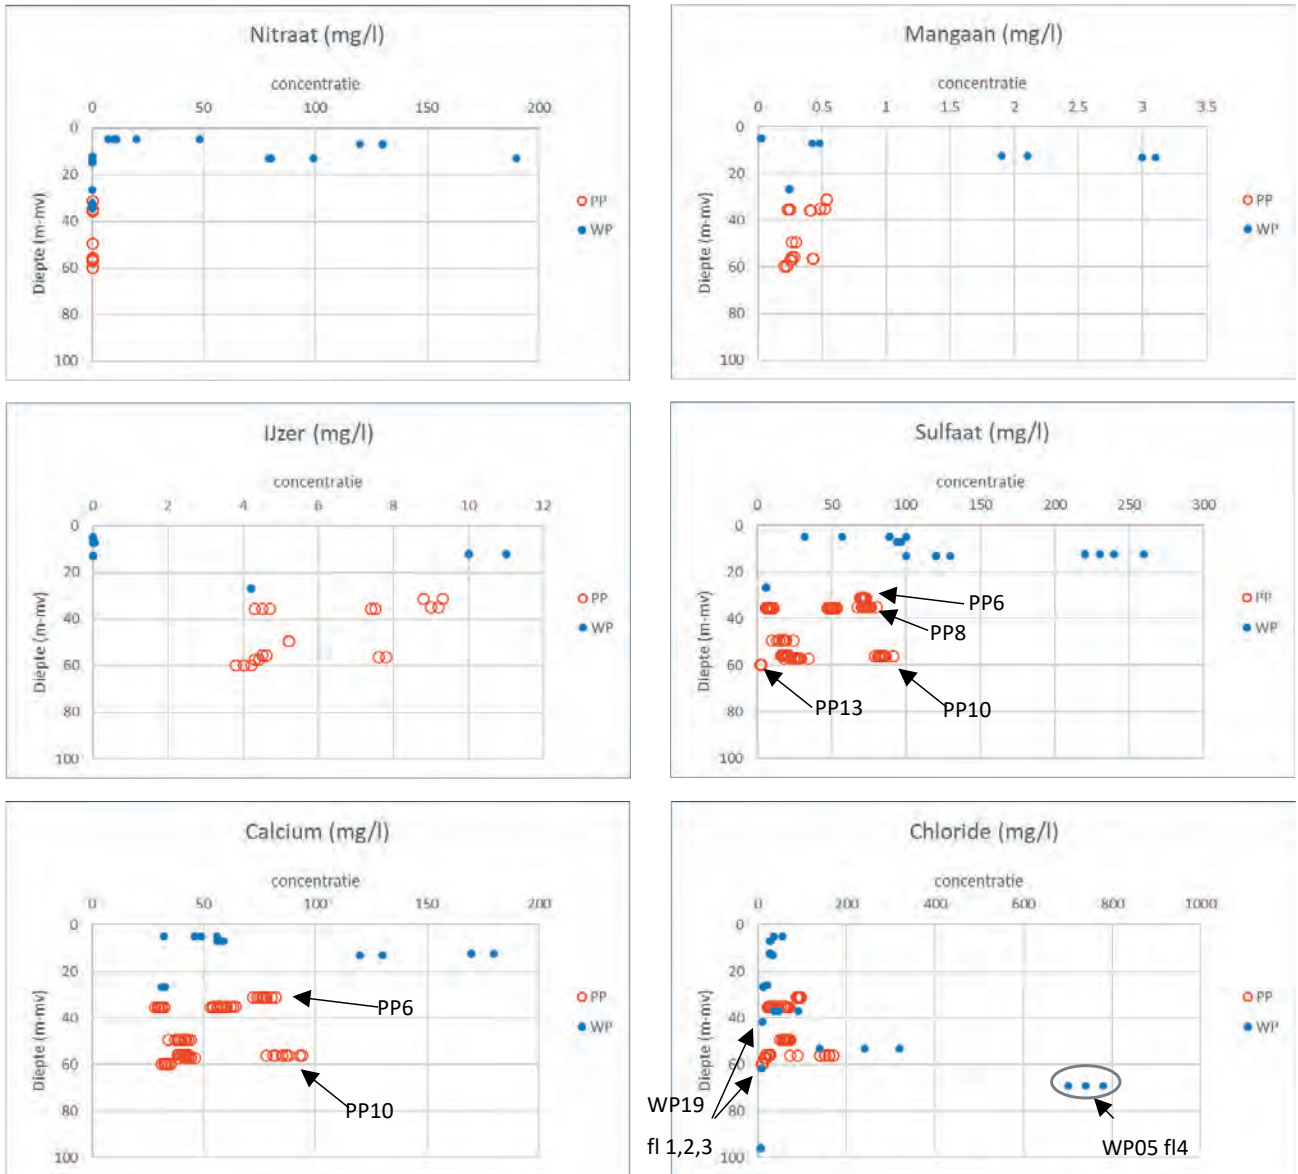 Nitraat (mg/l)
concentratie
0 50 100 150 200
0
20
40
60
80
100
Diepte (m-mv)
PP
WP
Mangaan (mg/l)
concentratie
0 0.5 1 1.5 2 2.5 3 3.5
0
20
40
60
80
100
Diepte (m-mv)
PP
WP
IJzer (mg/l)
concentratie
0 2 4 6 8 10 12
0
20
40
60
80
100
Diepte (m-mv)
PP
WP
Sulfaat (mg/l)
concentratie
0 50 100 150 200 250 300
0
20
40
60
80
100
Diepte (m-mv)
PP
WP
PP6
PP8
PP13
PP10
Calcium (mg/l)
concentratie
0 50 100 150 200
0
20
40
60
80
100
Diepte (m-mv)
PP
WP
PP6
PP10
Chloride (mg/l)
concentratie
0 200 400 600 800 1000
0
20
40
60
80
100
Diepte (m-mv)
PP
WP
WP19
fl 1,2,3
WP05 fl4